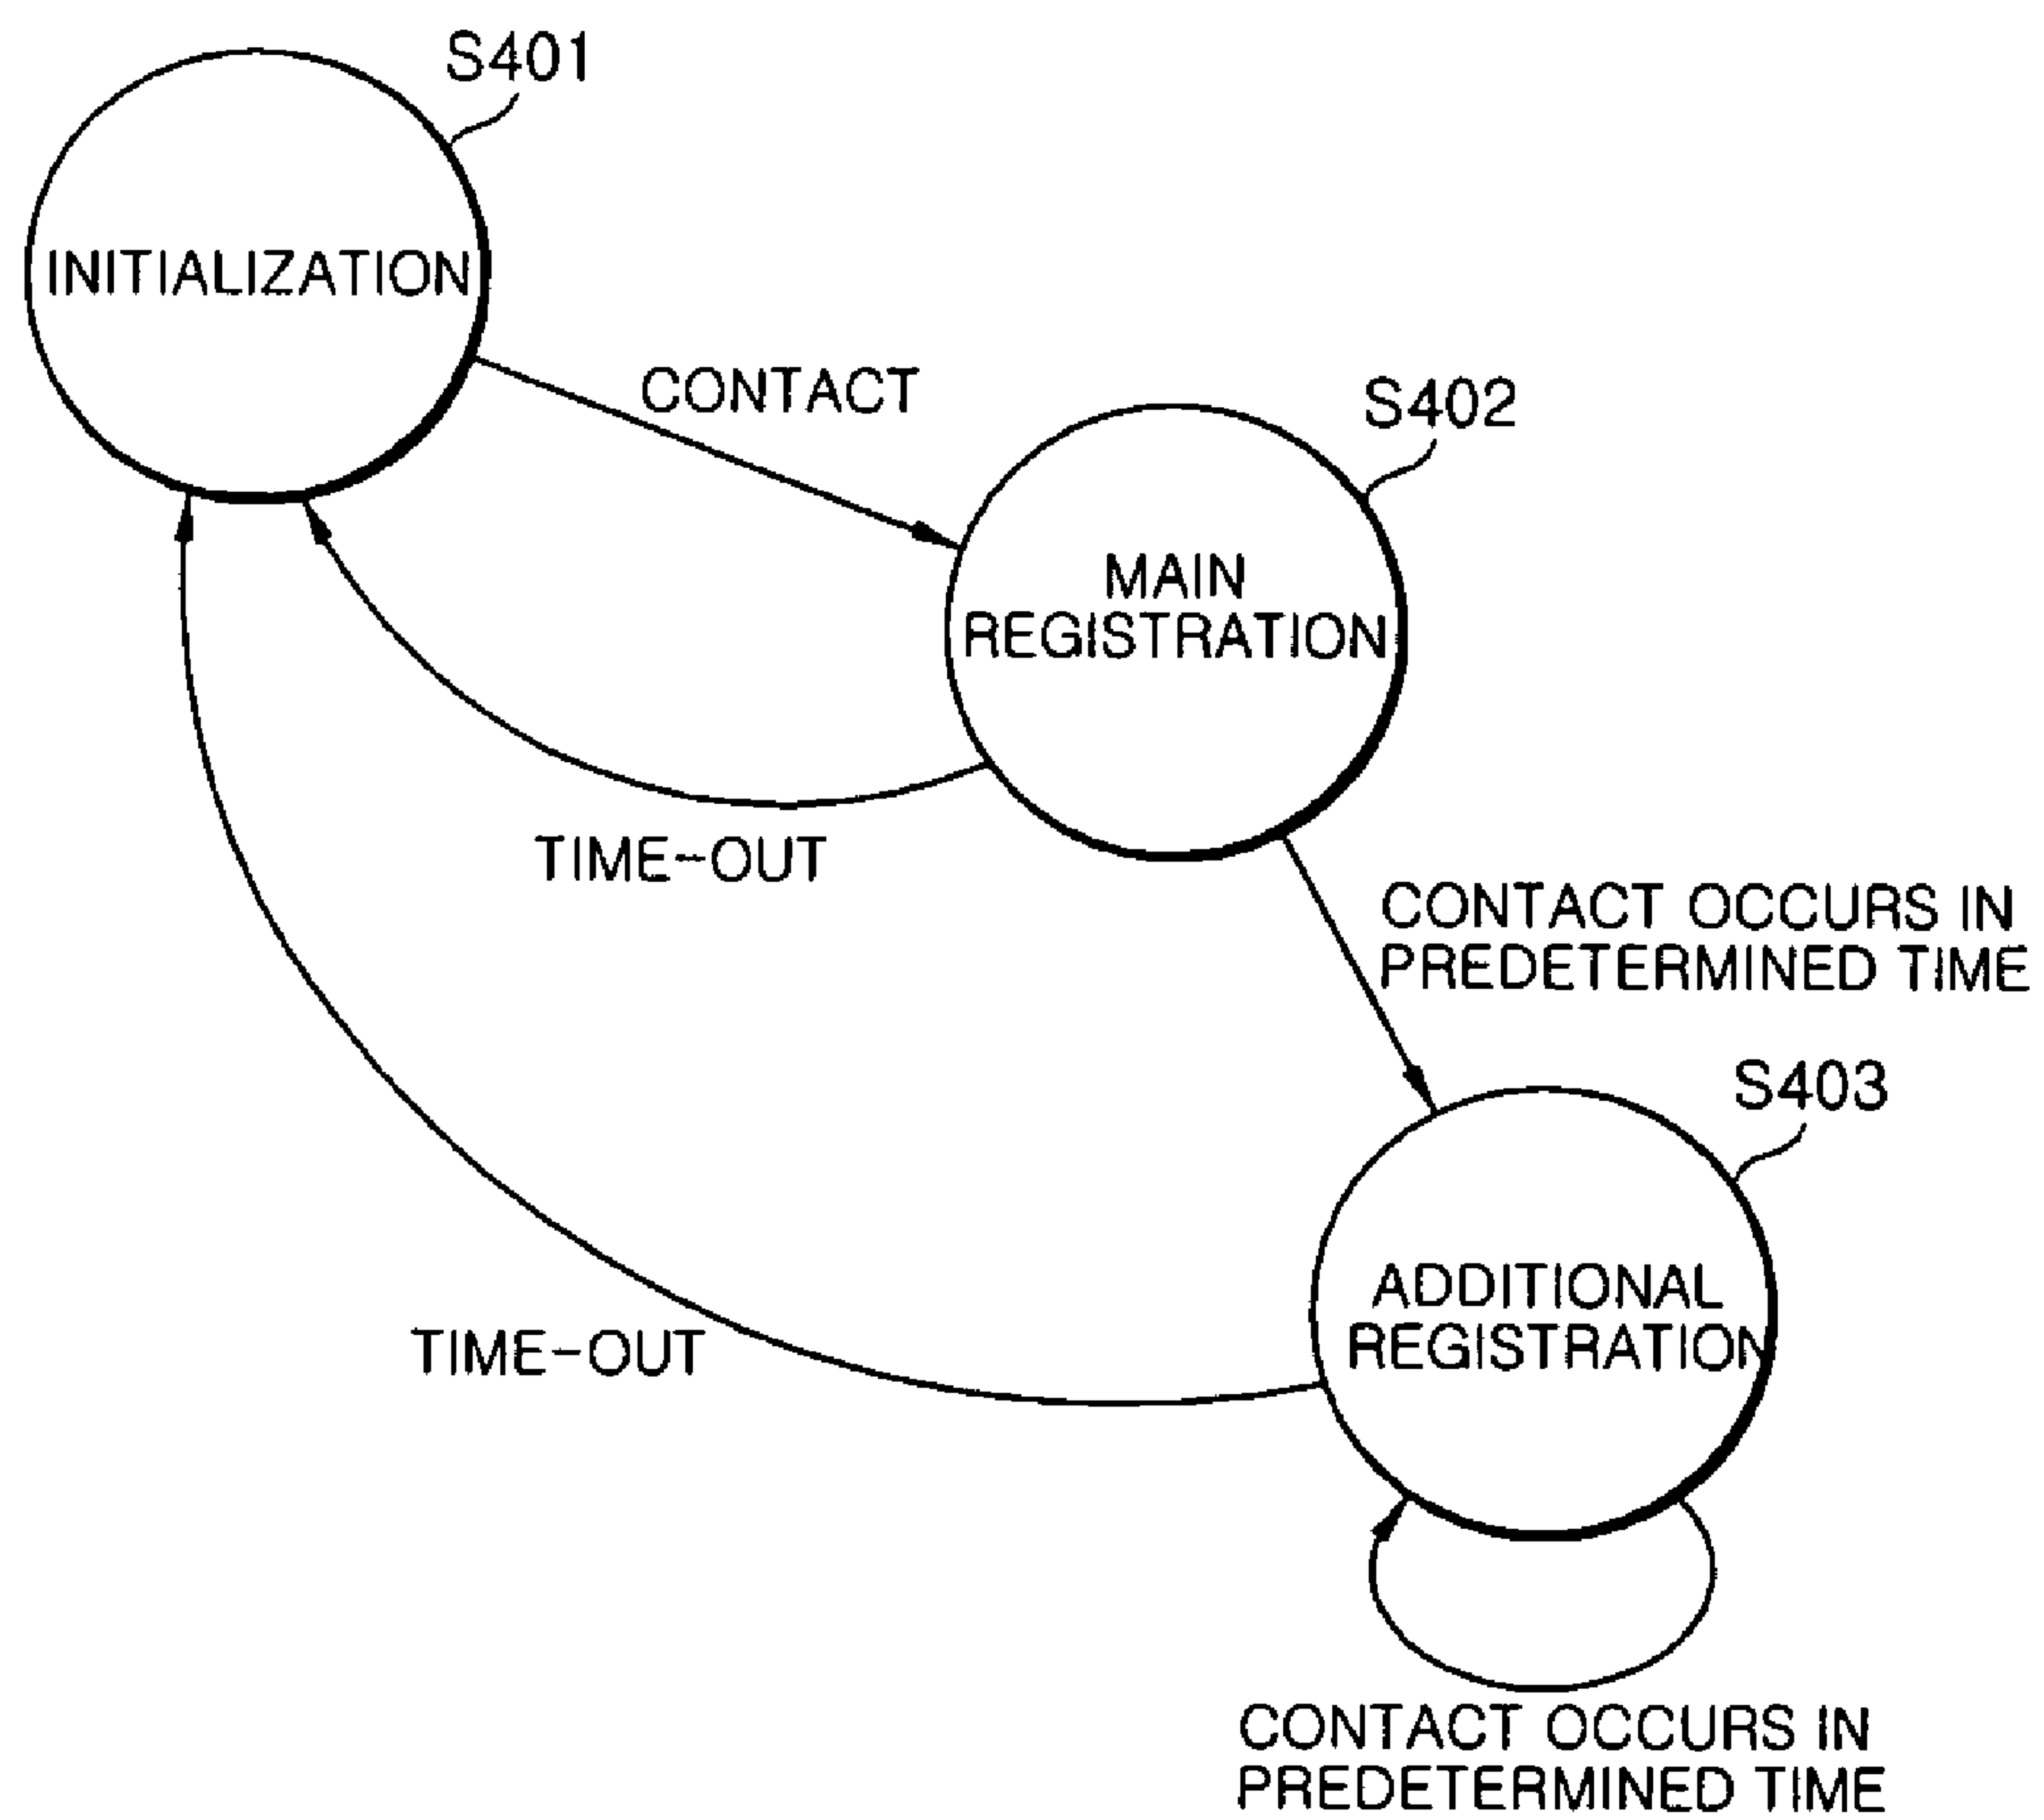 S401
INITIALIZATION
CONTACT
S402
MAIN
REGISTRATION
TIME-OUT
CONTACT OCCURS IN
PREDETERMINED TIME
S403
ADDITIONAL
REGISTRATION
TIME-OUT
CONTACT OCCURS IN
PREDETERMINED TIME